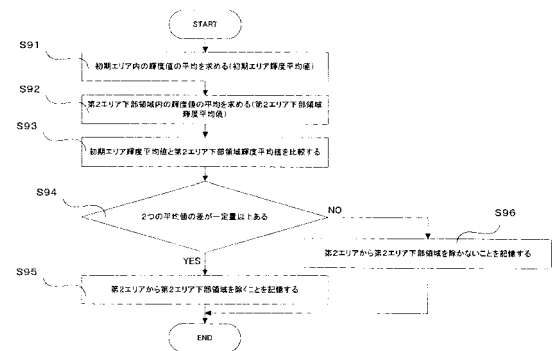 START
S91
初期エリア内の輝度値の平均を求める(初期エリア輝度平均値)
S92
第2エリア下部領域内の輝度値の平均を求める(第2エリア下部領域
輝度平均値)
S93
初期エリア輝度平均値と第2エリア下部領域輝度平均値を比較する
S94
2つの平均値の差が一定量以上ある
NO
S96
第2エリアから第2エリア下部領域を除かないことを記憶する
YES
S95
第2エリアから第2エリア下部領域を除くことを記憶する
END